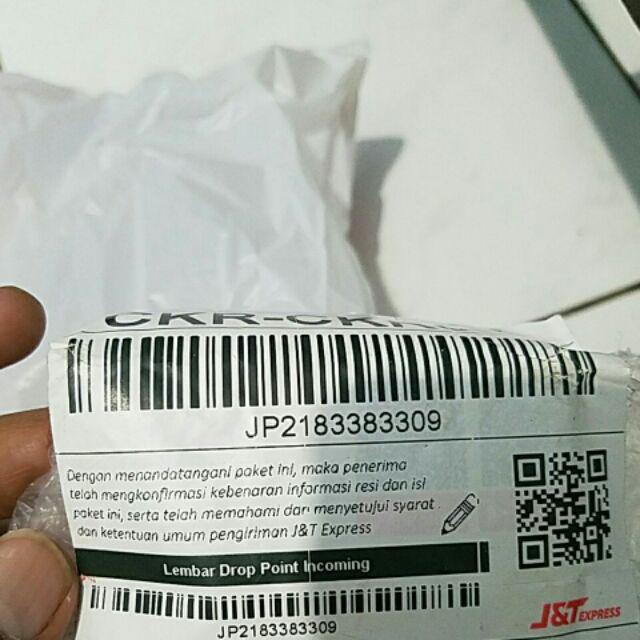 JP2183383309
Dengan menandatangani paket ini, maka penerima
telah mengkonfirmasi kebenaran informasi resi dan isi
paket ini, serta telah memahami dan menyetujui syarat
dan ketentuan umum pengiriman J&T Express
Lembar Drop Point Incoming
JP2183383309
J&T EXPRESS